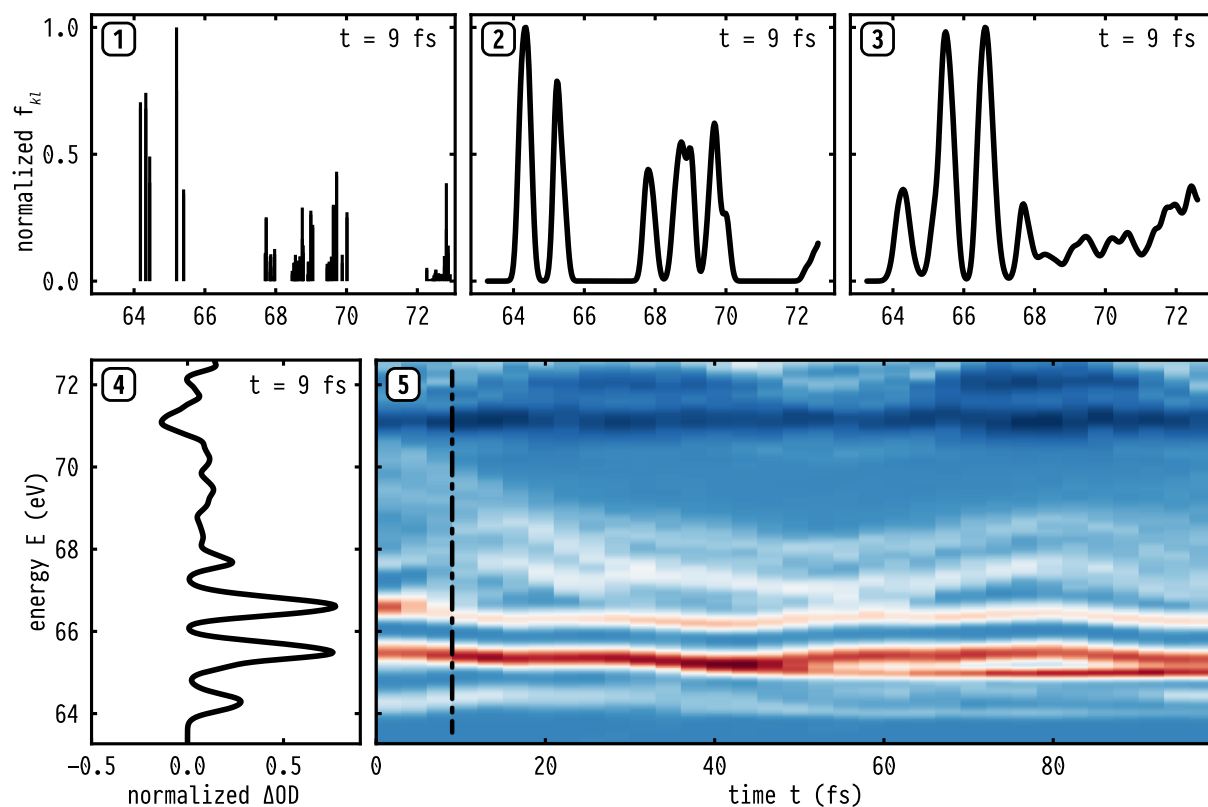 1 t = 9 fs 2 t = 9 fs 3 t = 9 fs
1.0
0.5
0.0
normalized f_kl
64 66 68 70 72 64 66 68 70 72 64 66 68 70 72
4 t = 9 fs 5
72
70
68
66
64
energy E (eV)
−0.5 0.0 0.5 0 20 40 60 80
normalized ΔOD time t (fs)